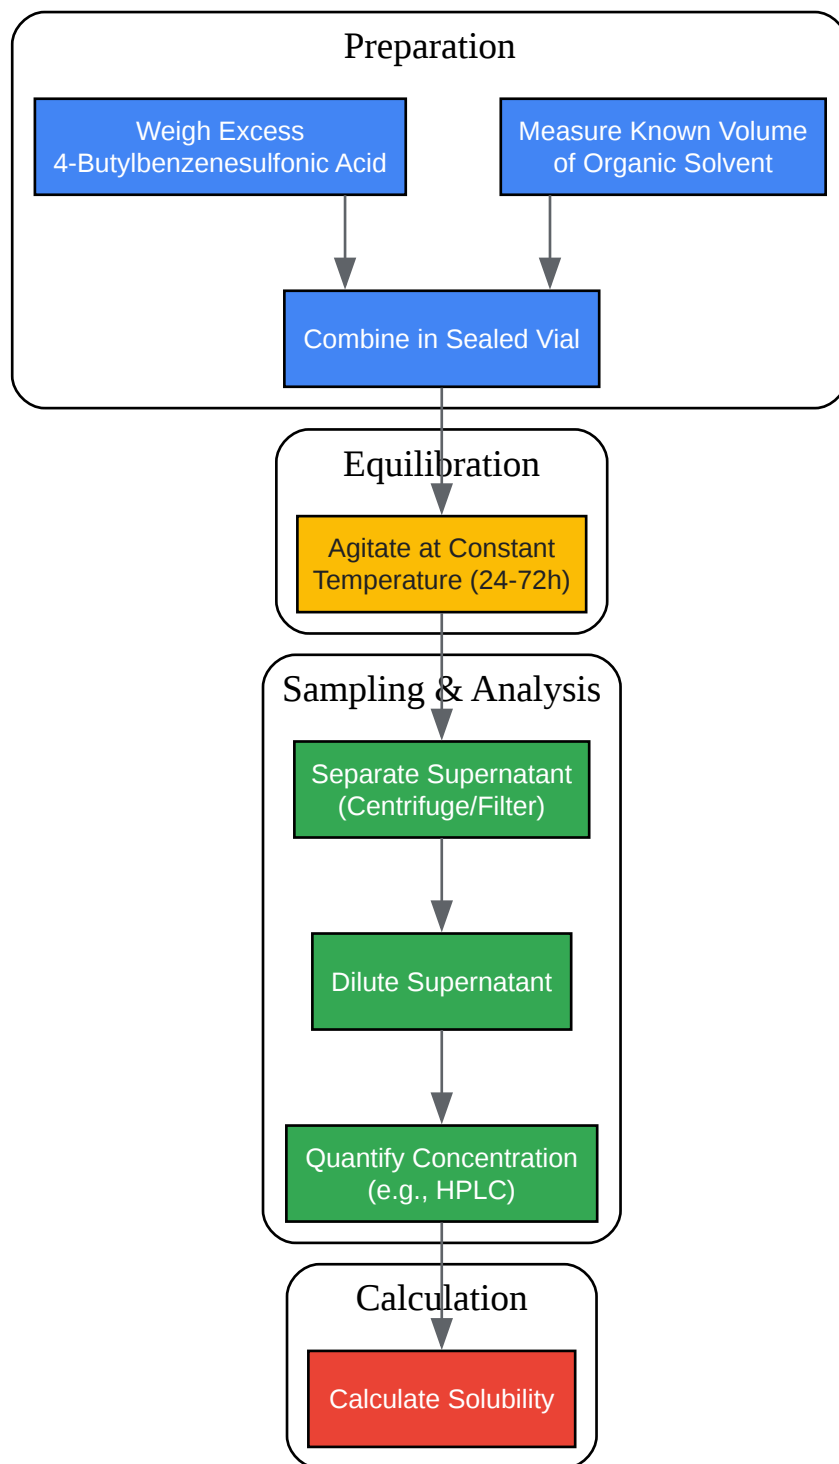 Preparation
Weigh Excess
4-Butylbenzenesulfonic Acid
Measure Known Volume
of Organic Solvent
Combine in Sealed Vial
Equilibration
Agitate at Constant
Temperature (24-72h)
Sampling & Analysis
Separate Supernatant
(Centrifuge/Filter)
Dilute Supernatant
Quantify Concentration
(e.g., HPLC)
Calculation
Calculate Solubility